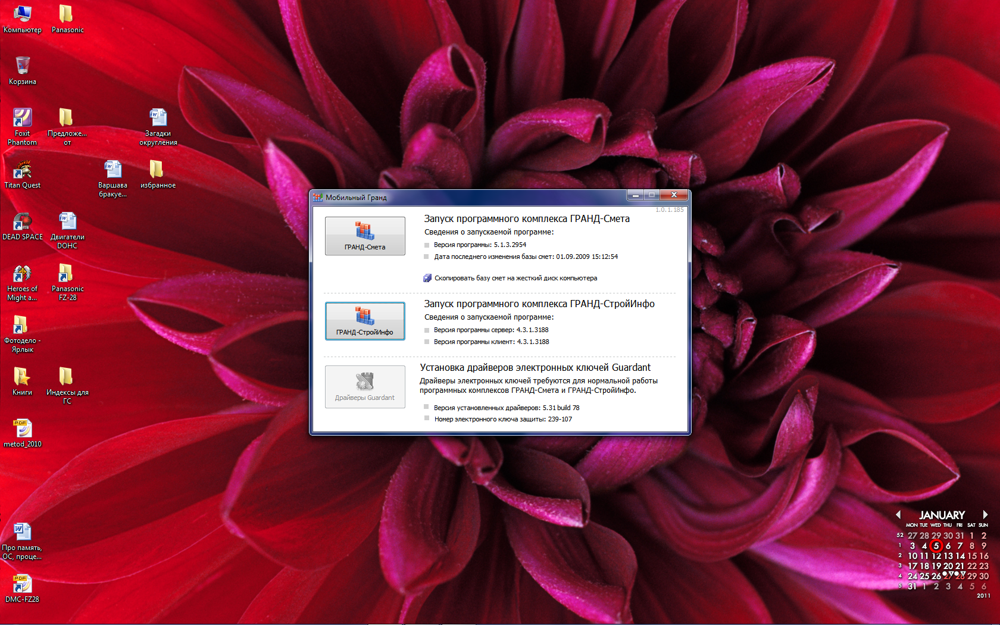 Компьютер
Panasonic
Корзина
Foxit
Phantom
Предложе...
от
Загадки
округления
Titan Quest
Варшава
бракуе...
избранное
DEAD SPACE
Двигатели
DOHC
Heroes of
Might a...
Panasonic
FZ-28
Фотодело -
Ярлык
Книги
Индексы для
ГС
PDF
metod_2010
Про память,
ОС, проце...
PDF
DMC-FZ28
Мобильный Гранд
1.0.1.185
ГРАНД-Смета
Запуск программного комплекса ГРАНД-Смета
Сведения о запускаемой программе:
Версия программы: 5.1.3.2954
Дата последнего изменения базы смет: 01.09.2009 15:12:54
Скопировать базу смет на жесткий диск компьютера
ГРАНД-СтройИнфо
Запуск программного комплекса ГРАНД-СтройИнфо
Сведения о запускаемой программе:
Версия программы сервер: 4.3.1.3188
Версия программы клиент: 4.3.1.3188
Драйверы Guardant
Установка драйверов электронных ключей Guardant
Драйверы электронных ключей требуются для нормальной работы
программных комплексов ГРАНД-Смета и ГРАНД-СтройИнфо.
Версия установленных драйверов: 5.31 build 78
Номер электронного ключа защиты: 239-107
JANUARY
MON TUE WED THU FRI SAT SUN
52 27 28 29 30 31 1 2
1 3 4 5 6 7 8 9
2 10 11 12 13 14 15 16
3 17 18 19 20 21 22 23
4 24 25 26 27 28 29 30
5 31 1 2 3 4 5 6
2011